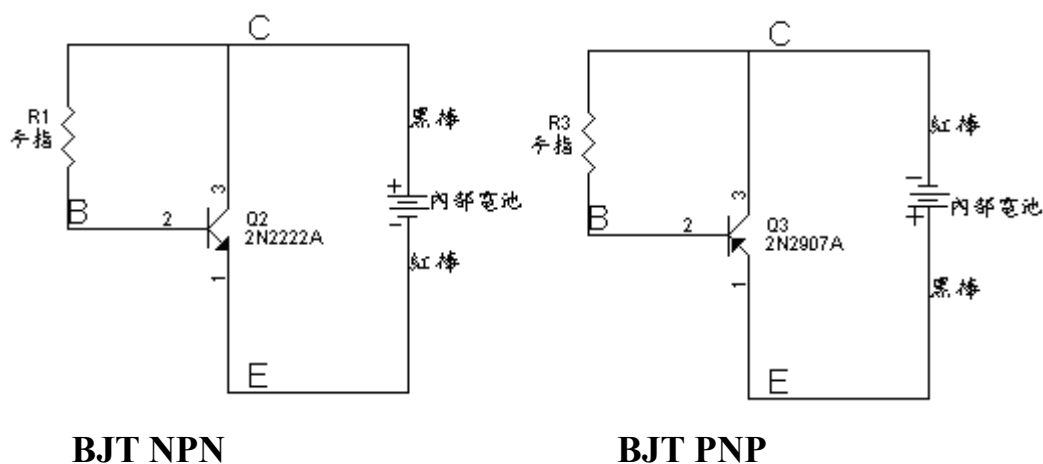 C
R1
手指
黑棒
B
2
3
Q2
2N2222A
+
-
內部電池
1
紅棒
E
BJT NPN
C
R3
手指
紅棒
B
2
3
Q3
2N2907A
-
+
內部電池
1
黑棒
E
BJT PNP